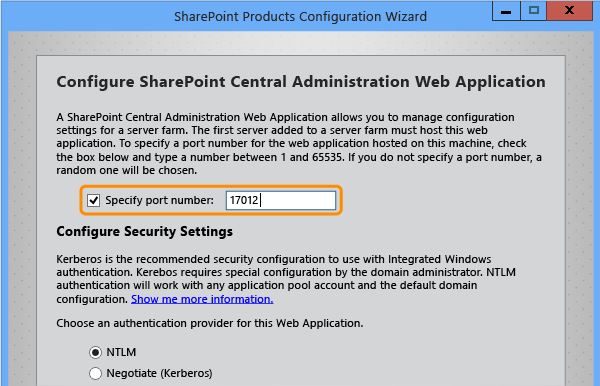 SharePoint Products Configuration Wizard
Configure SharePoint Central Administration Web Application
A SharePoint Central Administration Web Application allows you to manage configuration
settings for a server farm. The first server added to a server farm must host this web
application. To specify a port number for the web application hosted on this machine, check
the box below and type a number between 1 and 65535. If you do not specify a port number, a
random one will be chosen.
Specify port number: 17012
Configure Security Settings
Kerberos is the recommended security configuration to use with Integrated Windows
authentication. Kerebos requires special configuration by the domain administrator. NTLM
authentication will work with any application pool account and the default domain
configuration. Show me more information.
Choose an authentication provider for this Web Application.
NTLM
Negotiate (Kerberos)